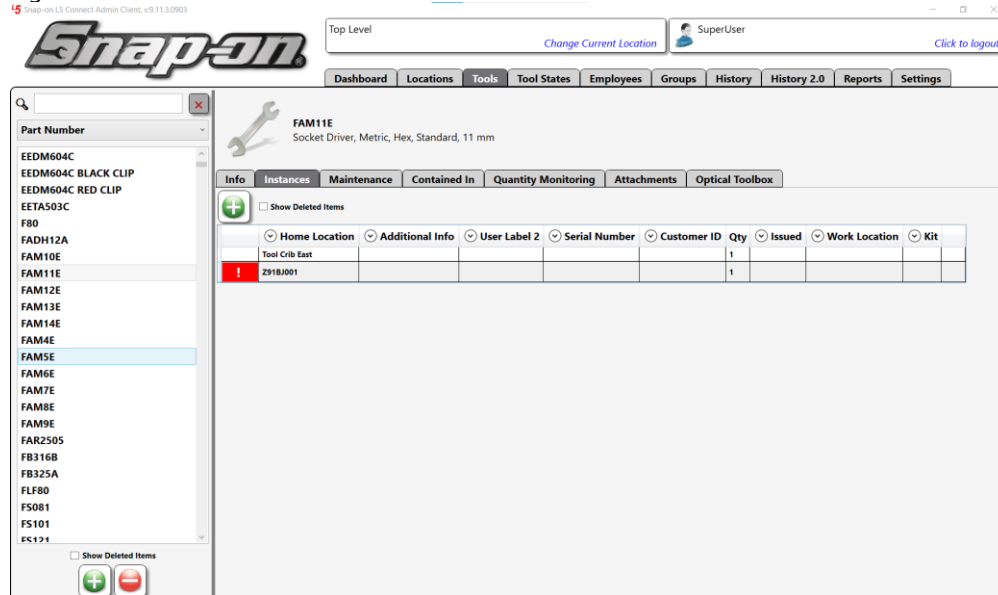 L5 Snap-on L5 Connect Admin Client, v:9.11.3.0903
Snap-on
Top Level
Change Current Location
SuperUser
Click to logout
Dashboard Locations Tools Tool States Employees Groups History History 2.0 Reports Settings
Part Number
EEDM604C
EEDM604C BLACK CLIP
EEDM604C RED CLIP
EETA503C
F80
FADH12A
FAM10E
FAM11E
FAM12E
FAM13E
FAM14E
FAM4E
FAM5E
FAM6E
FAM7E
FAM8E
FAM9E
FAR2505
FB316B
FB325A
FLF80
FS081
FS101
FS121
Show Deleted Items
FAM11E
Socket Driver, Metric, Hex, Standard, 11 mm
Info Instances Maintenance Contained In Quantity Monitoring Attachments Optical Toolbox
Show Deleted Items
Home Location Additional Info User Label 2 Serial Number Customer ID Qty Issued Work Location Kit
Tool Crib East 1
! Z91BJ001 1